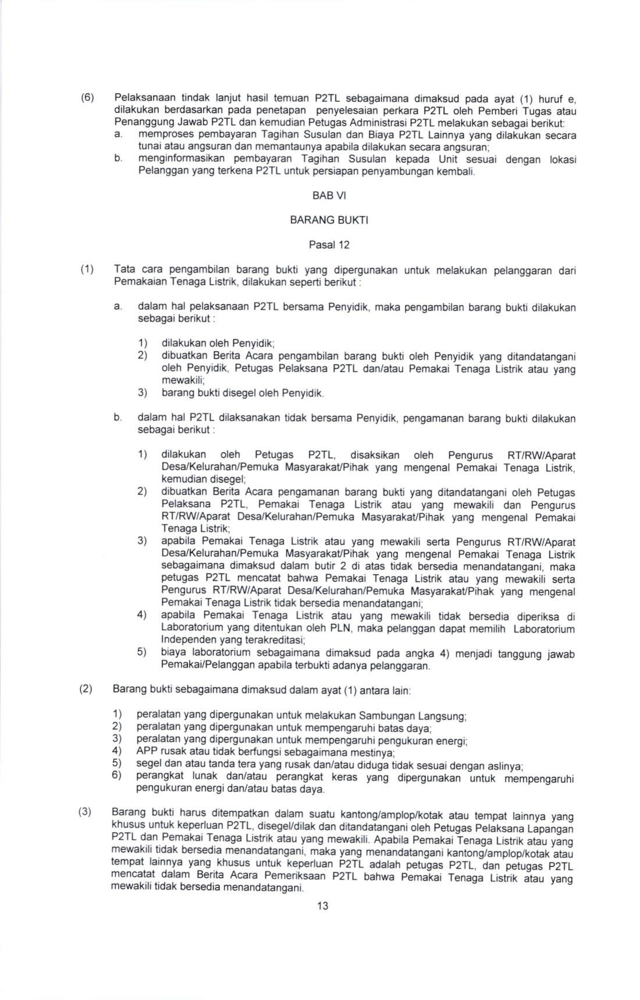 (6) Pelaksanaan tindak lanjut hasil temuan P2TL sebagaimana dimaksud pada ayat (1) huruf e,
dilakukan berdasarkan pada penetapan penyelesaian perkara P2TL oleh Pemberi Tugas atau
Penanggung Jawab P2TL dan kemudian Petugas Administrasi P2TL melakukan sebagai berikut:
a. memproses pembayaran Tagihan Susulan dan Biaya P2TL Lainnya yang dilakukan secara
tunai atau angsuran dan memantaunya apabila dilakukan secara angsuran;
b. menginformasikan pembayaran Tagihan Susulan kepada Unit sesuai dengan lokasi
Pelanggan yang terkena P2TL untuk persiapan penyambungan kembali.
BAB VI
BARANG BUKTI
Pasal 12
(1) Tata cara pengambilan barang bukti yang dipergunakan untuk melakukan pelanggaran dari
Pemakaian Tenaga Listrik, dilakukan seperti berikut :
a. dalam hal pelaksanaan P2TL bersama Penyidik, maka pengambilan barang bukti dilakukan
sebagai berikut :
1) dilakukan oleh Penyidik;
2) dibuatkan Berita Acara pengambilan barang bukti oleh Penyidik yang ditandatangani
oleh Penyidik, Petugas Pelaksana P2TL dan/atau Pemakai Tenaga Listrik atau yang
mewakili;
3) barang bukti disegel oleh Penyidik.
b. dalam hal P2TL dilaksanakan tidak bersama Penyidik, pengamanan barang bukti dilakukan
sebagai berikut :
1) dilakukan oleh Petugas P2TL, disaksikan oleh Pengurus RT/RW/Aparat
Desa/Kelurahan/Pemuka Masyarakat/Pihak yang mengenal Pemakai Tenaga Listrik,
kemudian disegel;
2) dibuatkan Berita Acara pengamanan barang bukti yang ditandatangani oleh Petugas
Pelaksana P2TL, Pemakai Tenaga Listrik atau yang mewakili dan Pengurus
RT/RW/Aparat Desa/Kelurahan/Pemuka Masyarakat/Pihak yang mengenal Pemakai
Tenaga Listrik;
3) apabila Pemakai Tenaga Listrik atau yang mewakili serta Pengurus RT/RW/Aparat
Desa/Kelurahan/Pemuka Masyarakat/Pihak yang mengenal Pemakai Tenaga Listrik
sebagaimana dimaksud dalam butir 2 di atas tidak bersedia menandatangani, maka
petugas P2TL mencatat bahwa Pemakai Tenaga Listrik atau yang mewakili serta
Pengurus RT/RW/Aparat Desa/Kelurahan/Pemuka Masyarakat/Pihak yang mengenal
Pemakai Tenaga Listrik tidak bersedia menandatangani;
4) apabila Pemakai Tenaga Listrik atau yang mewakili tidak bersedia diperiksa di
Laboratorium yang ditentukan oleh PLN, maka pelanggan dapat memilih Laboratorium
Independen yang terakreditasi;
5) biaya laboratorium sebagaimana dimaksud pada angka 4) menjadi tanggung jawab
Pemakai/Pelanggan apabila terbukti adanya pelanggaran.
(2) Barang bukti sebagaimana dimaksud dalam ayat (1) antara lain:
1) peralatan yang dipergunakan untuk melakukan Sambungan Langsung;
2) peralatan yang dipergunakan untuk mempengaruhi batas daya;
3) peralatan yang dipergunakan untuk mempengaruhi pengukuran energi;
4) APP rusak atau tidak berfungsi sebagaimana mestinya;
5) segel dan atau tanda tera yang rusak dan/atau diduga tidak sesuai dengan aslinya;
6) perangkat lunak dan/atau perangkat keras yang dipergunakan untuk mempengaruhi
pengukuran energi dan/atau batas daya.
(3) Barang bukti harus ditempatkan dalam suatu kantong/amplop/kotak atau tempat lainnya yang
khusus untuk keperluan P2TL, disegel/dilak dan ditandatangani oleh Petugas Pelaksana Lapangan
P2TL dan Pemakai Tenaga Listrik atau yang mewakili. Apabila Pemakai Tenaga Listrik atau yang
mewakili tidak bersedia menandatangani, maka yang menandatangani kantong/amplop/kotak atau
tempat lainnya yang khusus untuk keperluan P2TL adalah petugas P2TL, dan petugas P2TL
mencatat dalam Berita Acara Pemeriksaan P2TL bahwa Pemakai Tenaga Listrik atau yang
mewakili tidak bersedia menandatangani.
13